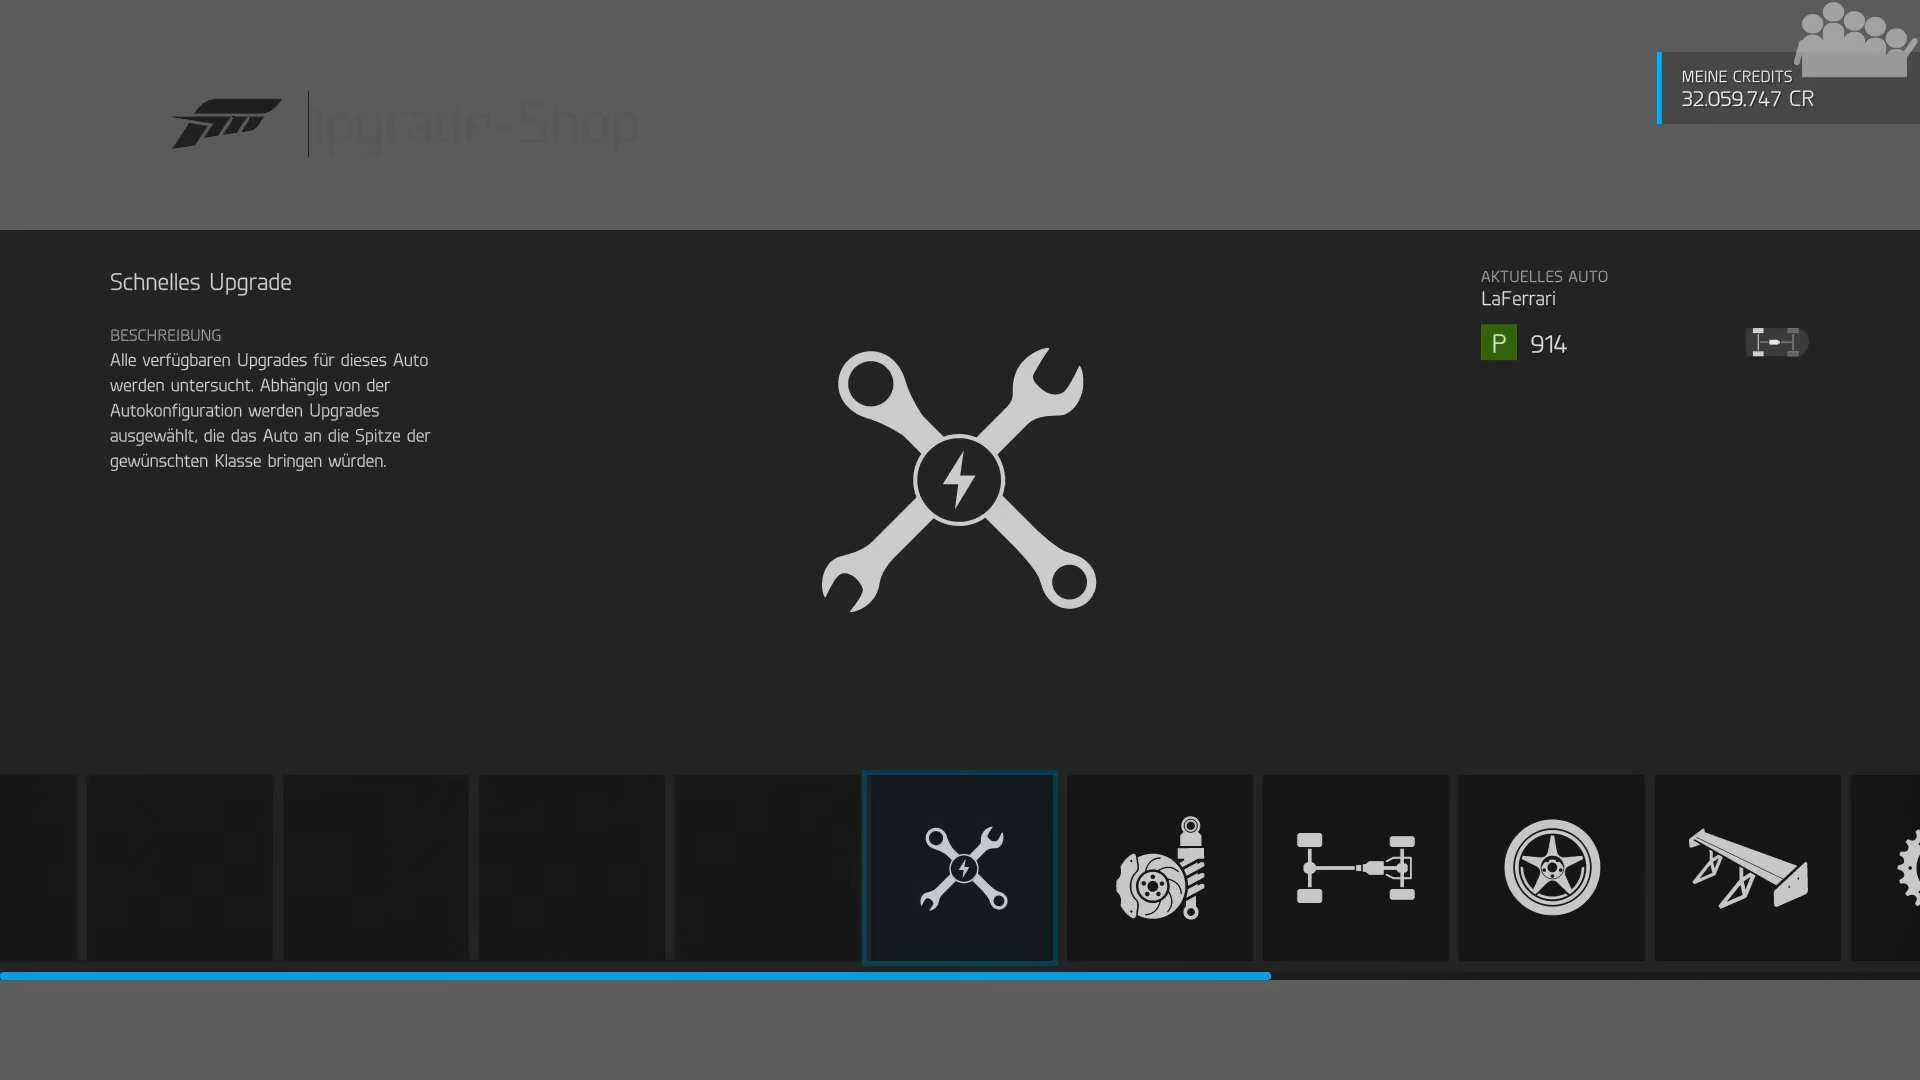 Upgrade-Shop
MEINE CREDITS
32.059.747 CR
Schnelles Upgrade
BESCHREIBUNG
Alle verfügbaren Upgrades für dieses Auto
werden untersucht. Abhängig von der
Autokonfiguration werden Upgrades
ausgewählt, die das Auto an die Spitze der
gewünschten Klasse bringen würden.
AKTUELLES AUTO
LaFerrari
P 914